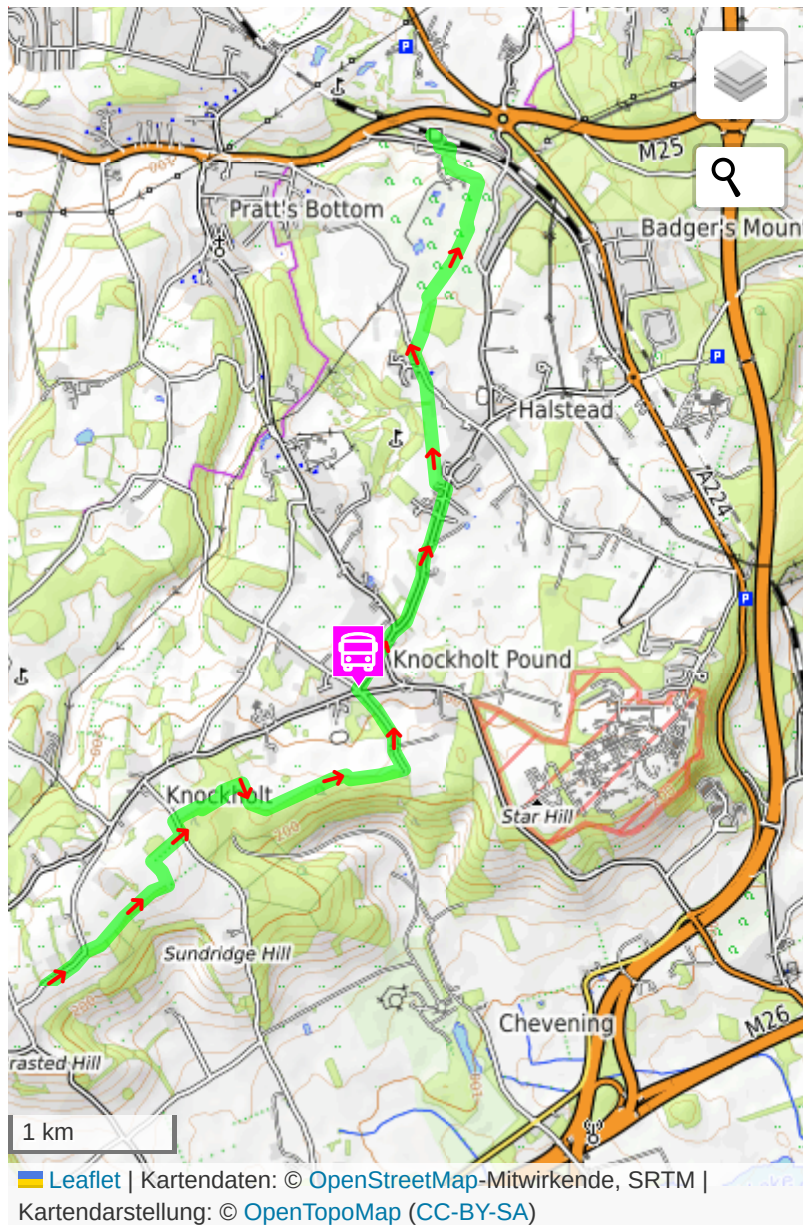 M25
Pratt's Bottom
Badger's Moun
Halstead
A224
Knockholt Pound
200
Knockholt
Star Hill
200
Sundridge Hill
Chevening
M26
rasted Hill
1 km
Leaflet | Kartendaten: © OpenStreetMap-Mitwirkende, SRTM |
Kartendarstellung: © OpenTopoMap (CC-BY-SA)